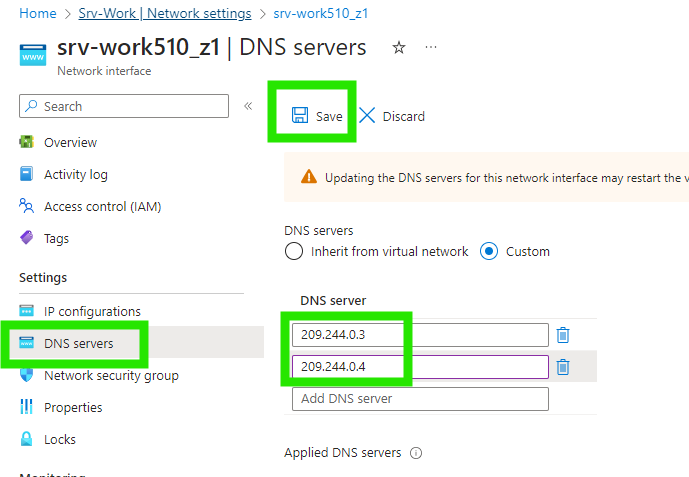 Home > Srv-Work | Network settings > srv-work510_z1
srv-work510_z1 | DNS servers
Network interface
Search
Save
Discard
Overview
Activity log
Access control (IAM)
Tags
Settings
IP configurations
DNS servers
Network security group
Properties
Locks
Updating the DNS servers for this network interface may restart the v
DNS servers
Inherit from virtual network
Custom
DNS server
209.244.0.3
209.244.0.4
Add DNS server
Applied DNS servers